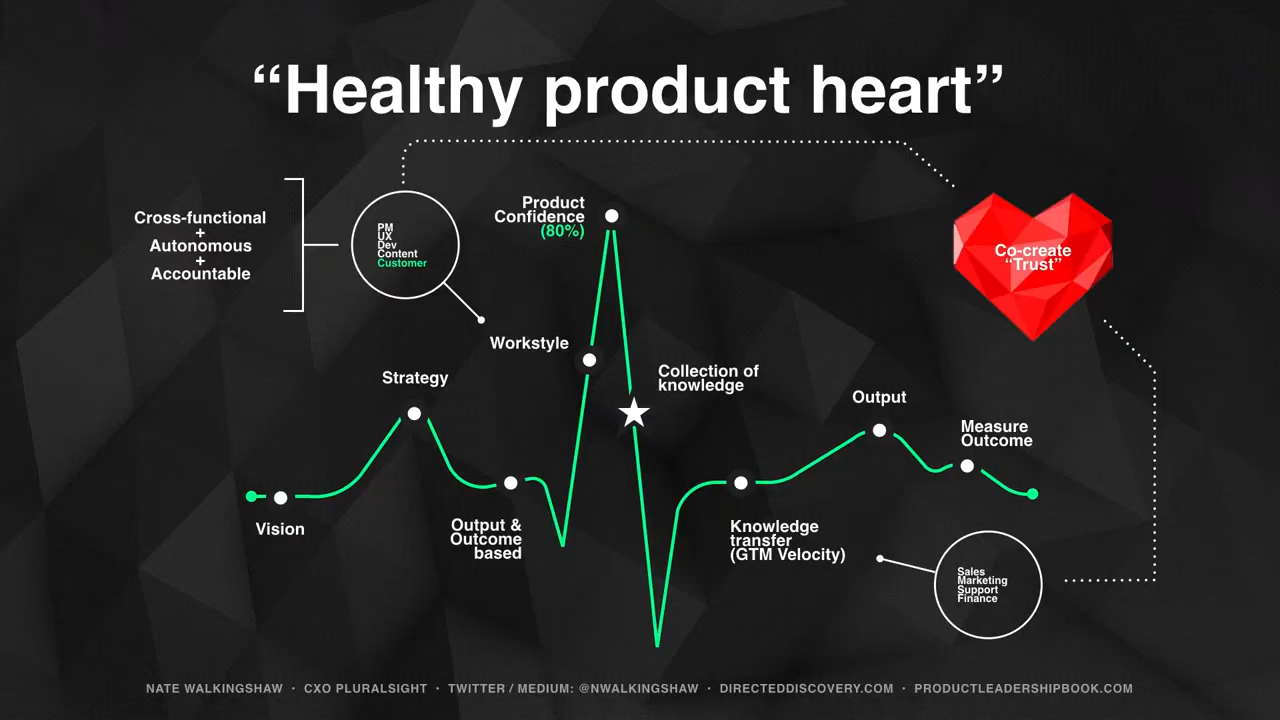 “Healthy product heart”
Cross-functional
+
Autonomous
+
Accountable
PM
UX
Dev
Content
Customer
Product
Confidence
(80%)
Co-create
“Trust”
Workstyle
Strategy
Collection of
knowledge
Output
Measure
Outcome
Vision
Output &
Outcome
based
Knowledge
transfer
(GTM Velocity)
Sales
Marketing
Support
Finance
NATE WALKINGSHAW · CXO PLURALSIGHT · TWITTER / MEDIUM: @NWALKINGSHAW · DIRECTEDDISCOVERY.COM · PRODUCTLEADERSHIPBOOK.COM